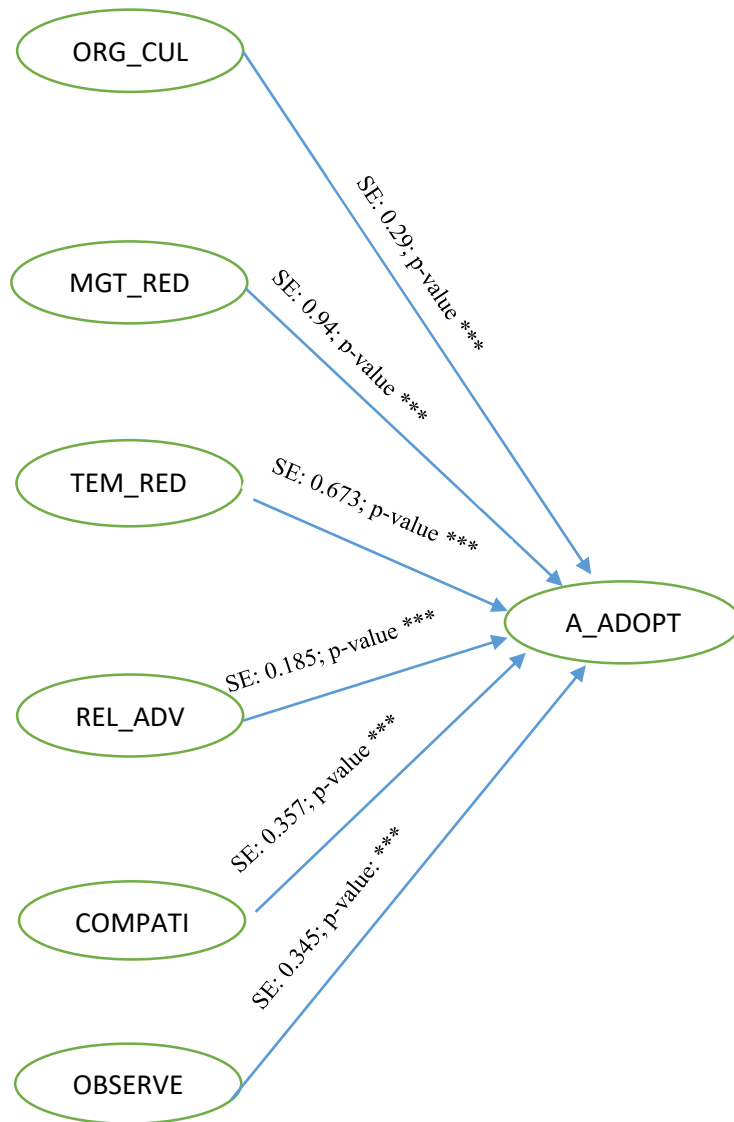 ORG_CUL
SE: 0.29; p-value ***
MGT_RED
SE: 0.94; p-value ***
TEM_RED
SE: 0.673; p-value ***
A_ADOPT
SE: 0.185; p-value ***
REL_ADV
SE: 0.357; p-value ***
COMPATI
SE: 0.345; p-value: ***
OBSERVE